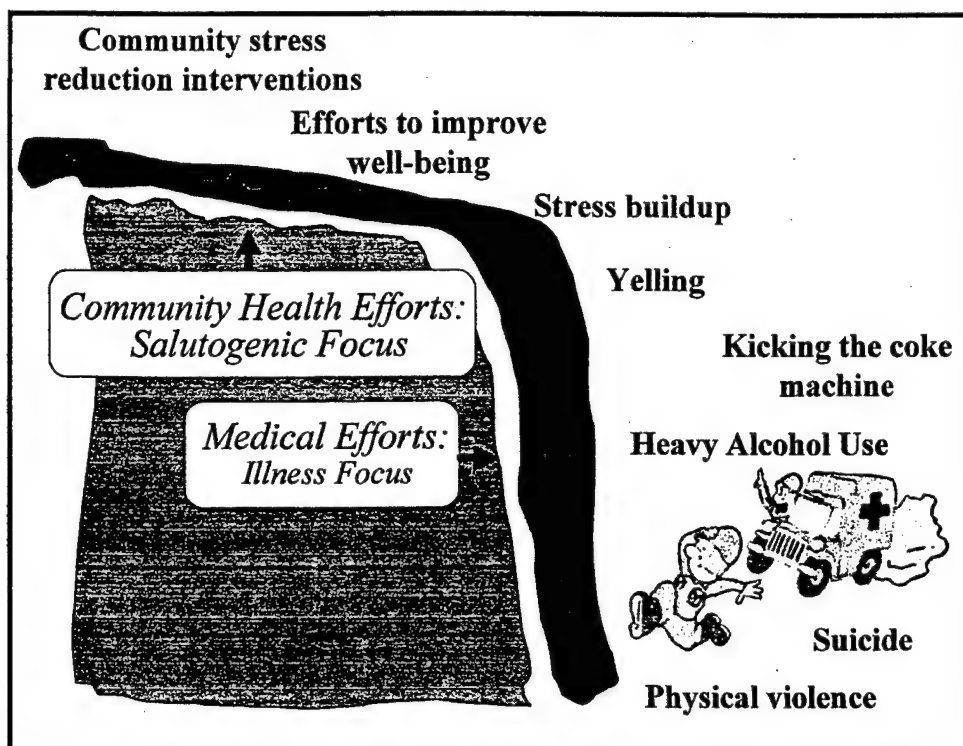 Community stress
reduction interventions
Efforts to improve
well-being
Stress buildup
Yelling
Community Health Efforts:
Salutogenic Focus
Kicking the coke
machine
Medical Efforts:
Illness Focus
Heavy Alcohol Use
Suicide
Physical violence